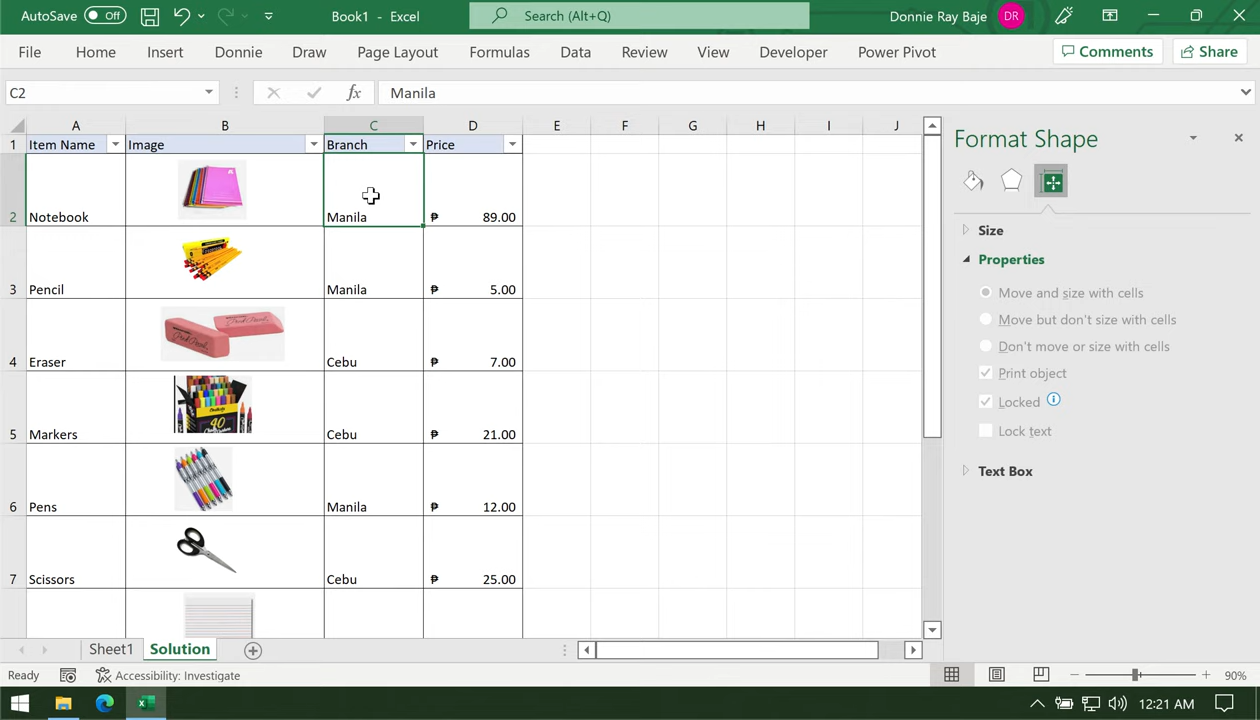 AutoSave Off Book1 - Excel Search (Alt+Q) Donnie Ray Baje DR
File Home Insert Donnie Draw Page Layout Formulas Data Review View Developer Power Pivot Comments Share
C2 fx Manila
A B C D E F G H I J
1 Item Name Image Branch Price
2 Notebook Manila ₱ 89.00
3 Pencil Manila ₱ 5.00
4 Eraser Cebu ₱ 7.00
5 Markers Cebu ₱ 21.00
6 Pens Manila ₱ 12.00
7 Scissors Cebu ₱ 25.00
Format Shape
Size
Properties
Move and size with cells
Move but don't size with cells
Don't move or size with cells
Print object
Locked
Lock text
Text Box
Sheet1 Solution
Ready Accessibility: Investigate 90%
12:21 AM